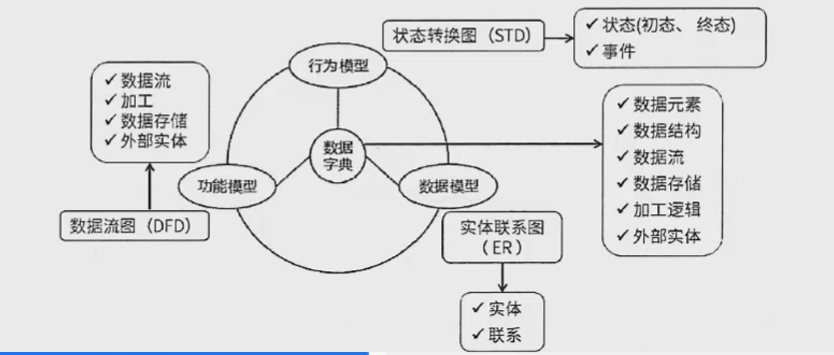 状态转换图（STD）
✓ 状态(初态、终态)
✓ 事件
行为模型
✓ 数据流
✓ 加工
✓ 数据存储
✓ 外部实体
数据
字典
✓ 数据元素
✓ 数据结构
✓ 数据流
✓ 数据存储
✓ 加工逻辑
✓ 外部实体
功能模型
数据模型
数据流图（DFD）
实体联系图
（ER）
✓ 实体
✓ 联系